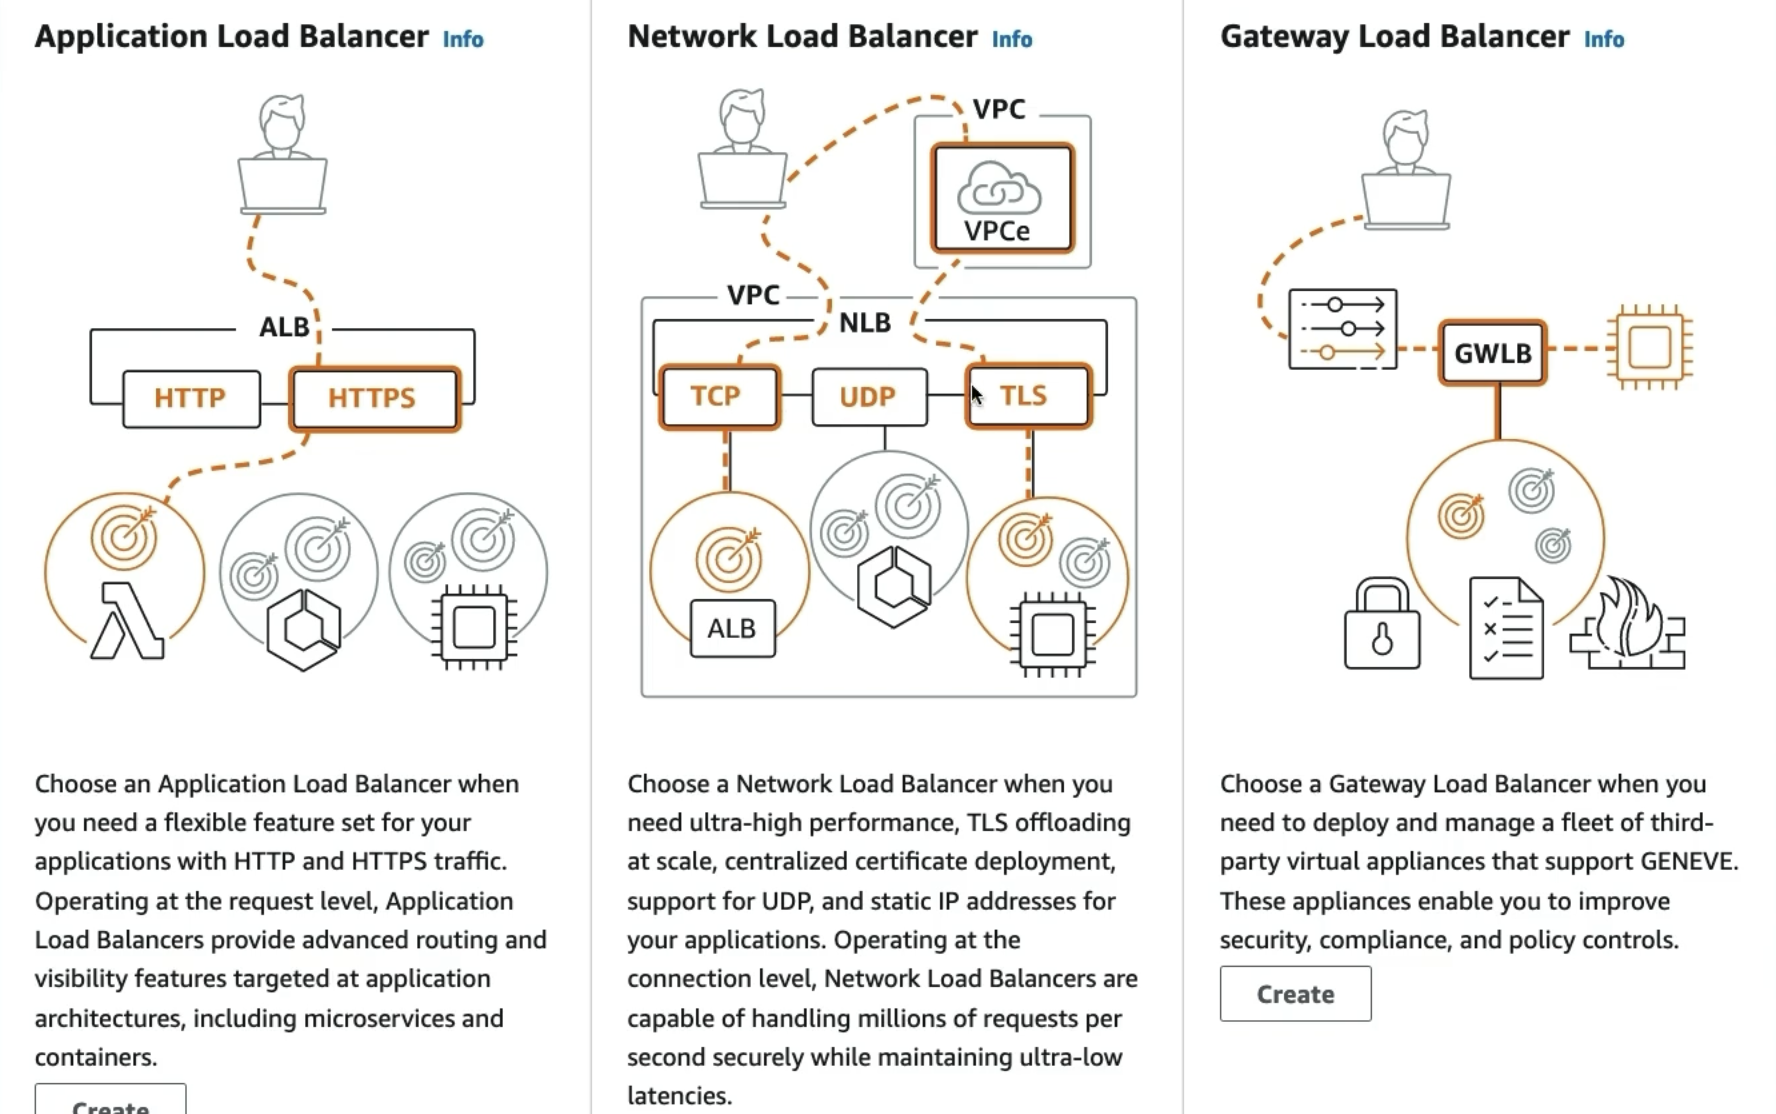 Application Load Balancer Info
ALB
HTTP
HTTPS
Choose an Application Load Balancer when
you need a flexible feature set for your
applications with HTTP and HTTPS traffic.
Operating at the request level, Application
Load Balancers provide advanced routing and
visibility features targeted at application
architectures, including microservices and
containers.
Create
Network Load Balancer Info
VPC
VPCe
VPC
NLB
TCP
UDP
TLS
ALB
Choose a Network Load Balancer when you
need ultra-high performance, TLS offloading
at scale, centralized certificate deployment,
support for UDP, and static IP addresses for
your applications. Operating at the
connection level, Network Load Balancers are
capable of handling millions of requests per
second securely while maintaining ultra-low
latencies.
Gateway Load Balancer Info
GWLB
Choose a Gateway Load Balancer when you
need to deploy and manage a fleet of third-
party virtual appliances that support GENEVE.
These appliances enable you to improve
security, compliance, and policy controls.
Create